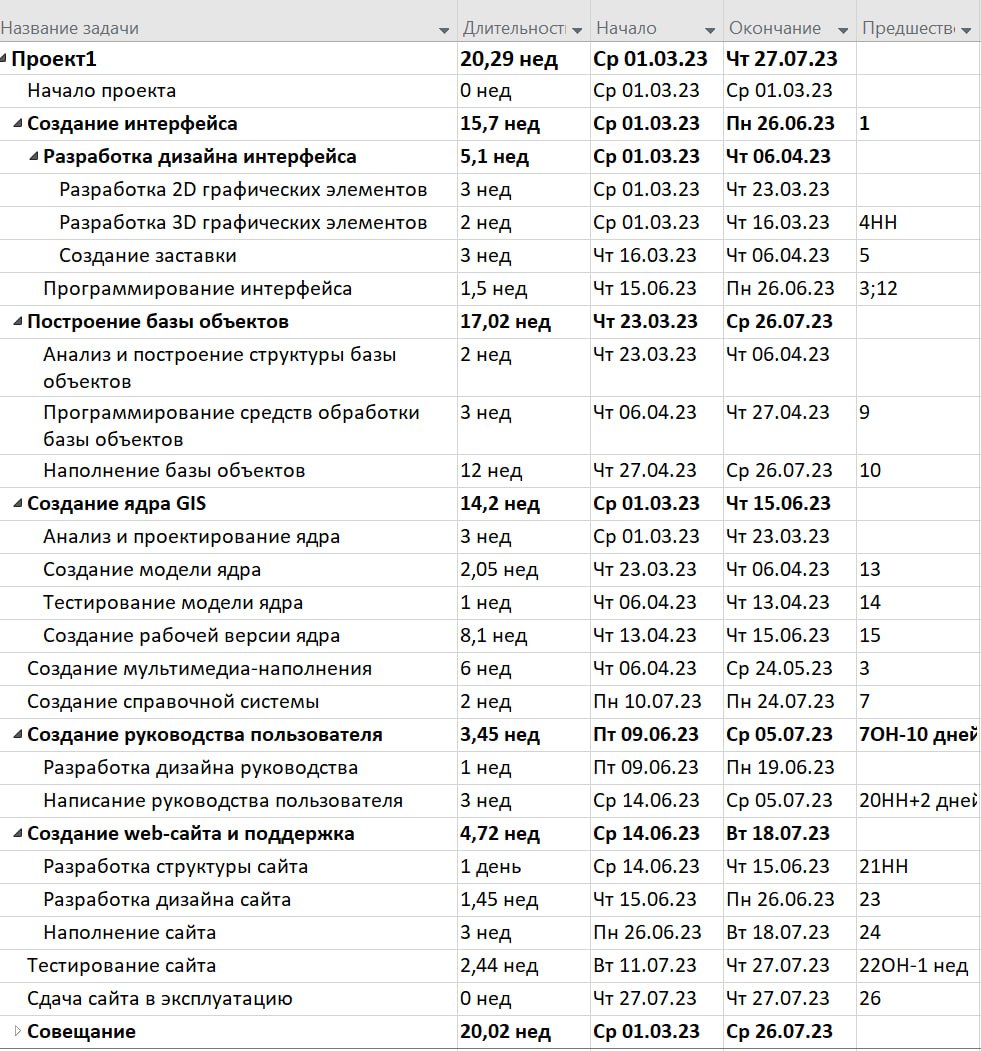 Название задачи Длительность Начало Окончание Предшеств
Проект1 20,29 нед Ср 01.03.23 Чт 27.07.23
Начало проекта 0 нед Ср 01.03.23 Ср 01.03.23
Создание интерфейса 15,7 нед Ср 01.03.23 Пн 26.06.23 1
Разработка дизайна интерфейса 5,1 нед Ср 01.03.23 Чт 06.04.23
Разработка 2D графических элементов 3 нед Ср 01.03.23 Чт 23.03.23
Разработка 3D графических элементов 2 нед Ср 01.03.23 Чт 16.03.23 4НН
Создание заставки 3 нед Чт 16.03.23 Чт 06.04.23 5
Программирование интерфейса 1,5 нед Чт 15.06.23 Пн 26.06.23 3;12
Построение базы объектов 17,02 нед Чт 23.03.23 Ср 26.07.23
Анализ и построение структуры базы 2 нед Чт 23.03.23 Чт 06.04.23
объектов
Программирование средств обработки 3 нед Чт 06.04.23 Чт 27.04.23 9
базы объектов
Наполнение базы объектов 12 нед Чт 27.04.23 Ср 26.07.23 10
Создание ядра GIS 14,2 нед Ср 01.03.23 Чт 15.06.23
Анализ и проектирование ядра 3 нед Ср 01.03.23 Чт 23.03.23
Создание модели ядра 2,05 нед Чт 23.03.23 Чт 06.04.23 13
Тестирование модели ядра 1 нед Чт 06.04.23 Чт 13.04.23 14
Создание рабочей версии ядра 8,1 нед Чт 13.04.23 Чт 15.06.23 15
Создание мультимедиа-наполнения 6 нед Чт 06.04.23 Ср 24.05.23 3
Создание справочной системы 2 нед Пн 10.07.23 Пн 24.07.23 7
Создание руководства пользователя 3,45 нед Пт 09.06.23 Ср 05.07.23 7ОН-10 дней
Разработка дизайна руководства 1 нед Пт 09.06.23 Пн 19.06.23
Написание руководства пользователя 3 нед Ср 14.06.23 Ср 05.07.23 20НН+2 дней
Создание web-сайта и поддержка 4,72 нед Ср 14.06.23 Вт 18.07.23
Разработка структуры сайта 1 день Ср 14.06.23 Чт 15.06.23 21НН
Разработка дизайна сайта 1,45 нед Чт 15.06.23 Пн 26.06.23 23
Наполнение сайта 3 нед Пн 26.06.23 Вт 18.07.23 24
Тестирование сайта 2,44 нед Вт 11.07.23 Чт 27.07.23 22ОН-1 нед
Сдача сайта в эксплуатацию 0 нед Чт 27.07.23 Чт 27.07.23 26
Совещание 20,02 нед Ср 01.03.23 Ср 26.07.23